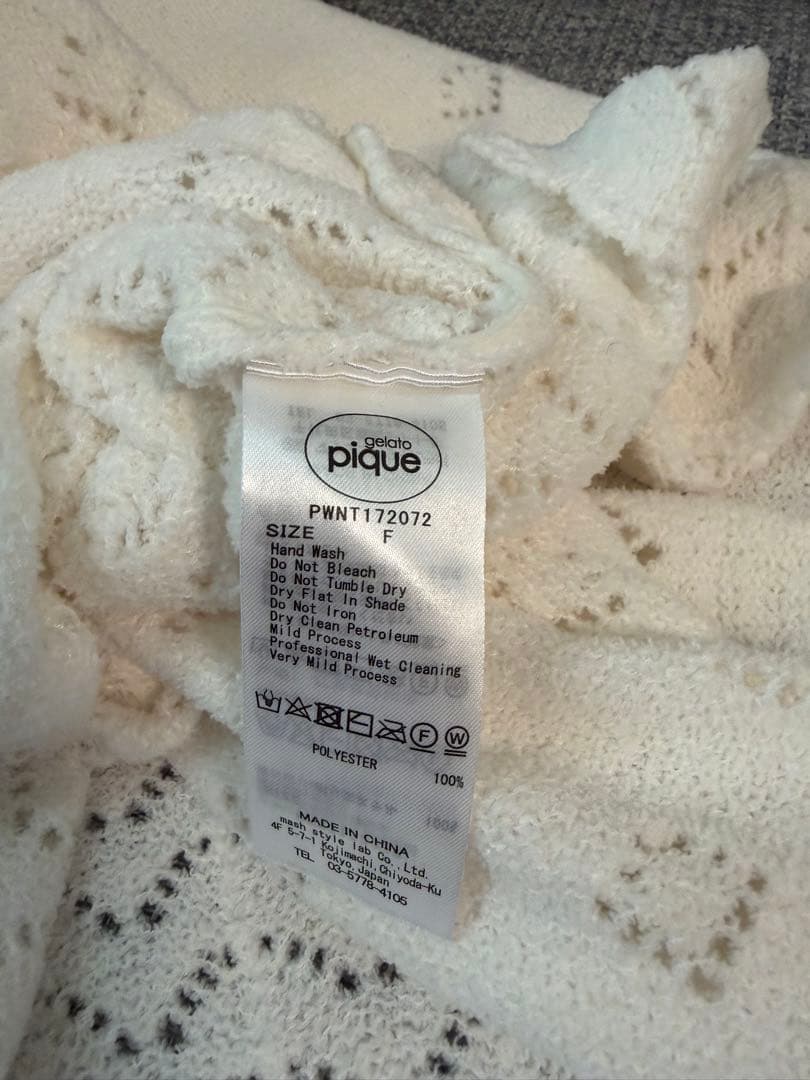 gelato
pique
PWNT172072
SIZE F
Hand Wash
Do Not Bleach
Do Not Tumble Dry
Dry Flat In Shade
Do Not Iron
Dry Clean Petroleum
Mild Process
Professional Wet Cleaning
Very Mild Process
F W
POLYESTER 100%
MADE IN CHINA
mash style lab Co.,Ltd.
4F 5-7-1 Kojimachi,Chiyoda-Ku
Tokyo,Japan
TEL 03-5778-4105